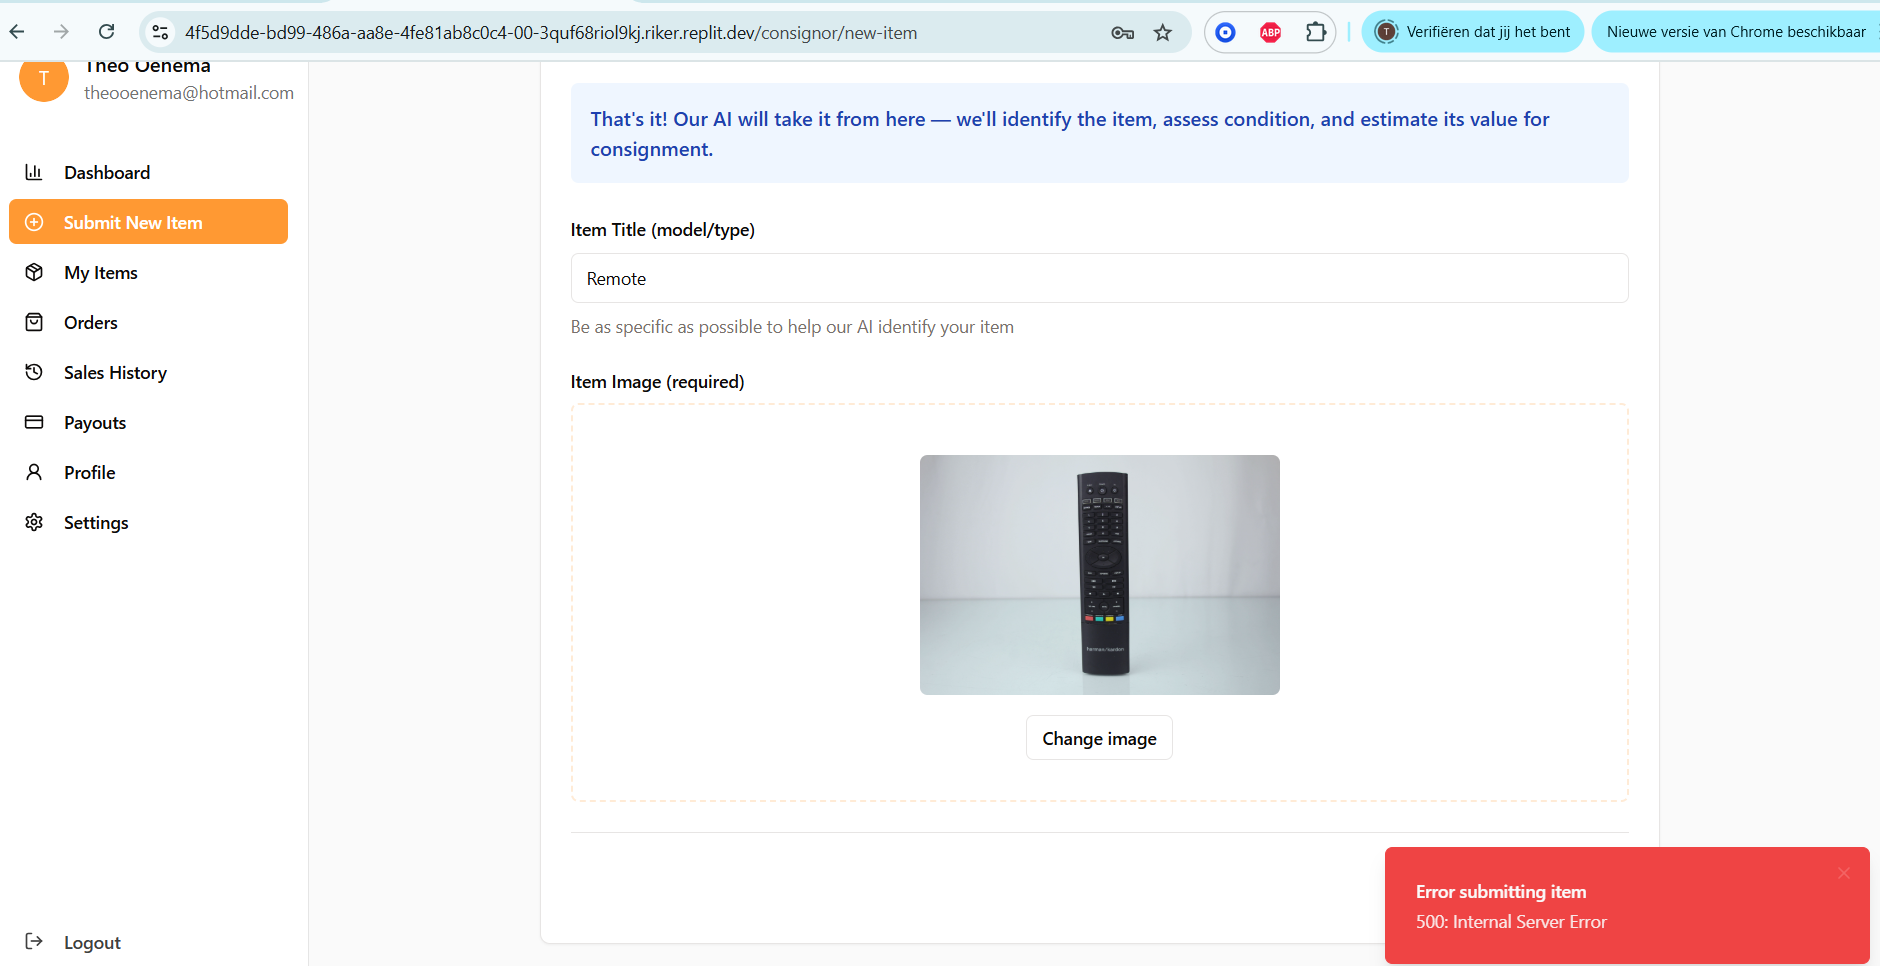 4f5d9dde-bd99-486a-aa8e-4fe81ab8c0c4-00-3quf68riol9kj.riker.replit.dev/consignor/new-item
ABP
T
Verifiëren dat jij het bent
Nieuwe versie van Chrome beschikbaar
T
Theo Oenema
theooenema@hotmail.com
Dashboard
Submit New Item
My Items
Orders
Sales History
Payouts
Profile
Settings
Logout
That's it! Our AI will take it from here — we'll identify the item, assess condition, and estimate its value for
consignment.
Item Title (model/type)
Remote
Be as specific as possible to help our AI identify your item
Item Image (required)
harman/kardon
Change image
Error submitting item
500: Internal Server Error